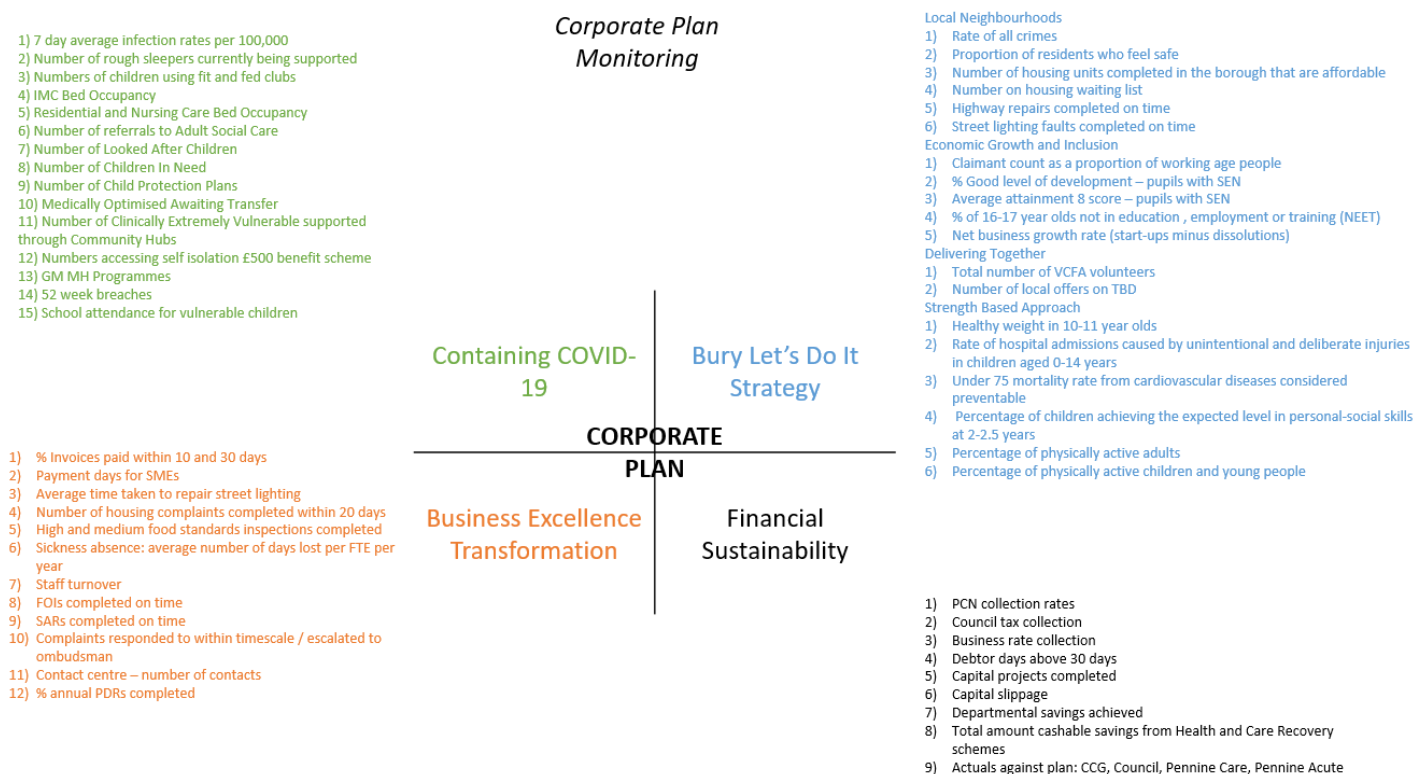 Corporate Plan
Monitoring
1) 7 day average infection rates per 100,000
2) Number of rough sleepers currently being supported
3) Numbers of children using fit and fed clubs
4) IMC Bed Occupancy
5) Residential and Nursing Care Bed Occupancy
6) Number of referrals to Adult Social Care
7) Number of Looked After Children
8) Number of Children In Need
9) Number of Child Protection Plans
10) Medically Optimised Awaiting Transfer
11) Number of Clinically Extremely Vulnerable supported
through Community Hubs
12) Numbers accessing self isolation £500 benefit scheme
13) GM MH Programmes
14) 52 week breaches
15) School attendance for vulnerable children
Local Neighbourhoods
1) Rate of all crimes
2) Proportion of residents who feel safe
3) Number of housing units completed in the borough that are affordable
4) Number on housing waiting list
5) Highway repairs completed on time
6) Street lighting faults completed on time
Economic Growth and Inclusion
1) Claimant count as a proportion of working age people
2) % Good level of development – pupils with SEN
3) Average attainment 8 score – pupils with SEN
4) % of 16-17 year olds not in education , employment or training (NEET)
5) Net business growth rate (start-ups minus dissolutions)
Delivering Together
1) Total number of VCFA volunteers
2) Number of local offers on TBD
Strength Based Approach
1) Healthy weight in 10-11 year olds
2) Rate of hospital admissions caused by unintentional and deliberate injuries
in children aged 0-14 years
3) Under 75 mortality rate from cardiovascular diseases considered
preventable
4) Percentage of children achieving the expected level in personal-social skills
at 2-2.5 years
5) Percentage of physically active adults
6) Percentage of physically active children and young people
Containing COVID-
19
Bury Let's Do It
Strategy
CORPORATE
PLAN
Business Excellence
Transformation
Financial
Sustainability
1) % Invoices paid within 10 and 30 days
2) Payment days for SMEs
3) Average time taken to repair street lighting
4) Number of housing complaints completed within 20 days
5) High and medium food standards inspections completed
6) Sickness absence: average number of days lost per FTE per
year
7) Staff turnover
8) FOIs completed on time
9) SARs completed on time
10) Complaints responded to within timescale / escalated to
ombudsman
11) Contact centre – number of contacts
12) % annual PDRs completed
1) PCN collection rates
2) Council tax collection
3) Business rate collection
4) Debtor days above 30 days
5) Capital projects completed
6) Capital slippage
7) Departmental savings achieved
8) Total amount cashable savings from Health and Care Recovery
schemes
9) Actuals against plan: CCG, Council, Pennine Care, Pennine Acute